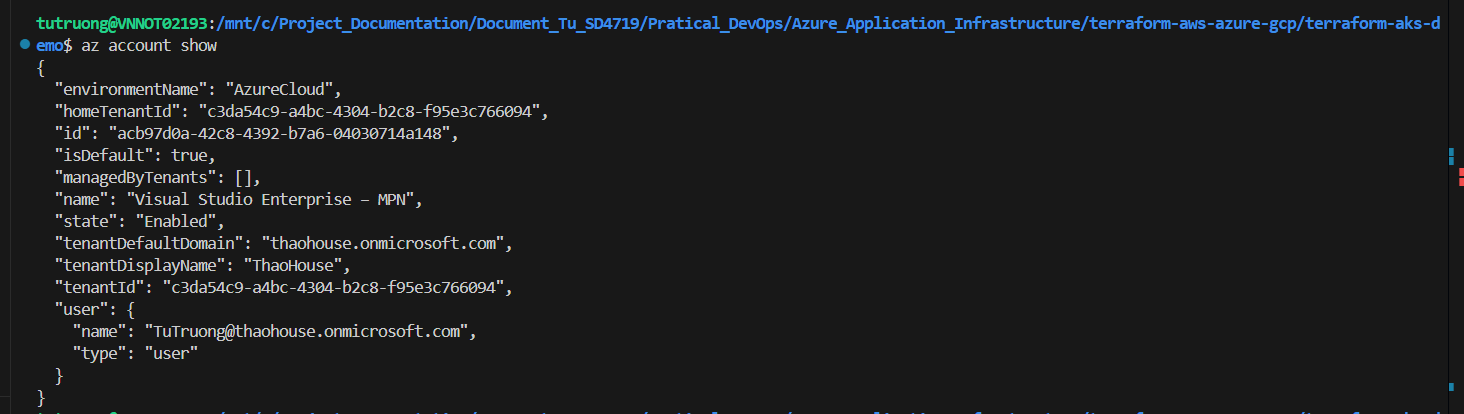 tutruong@VNNOT02193:/mnt/c/Project_Documentation/Document_Tu_SD4719/Pratical_DevOps/Azure_Application_Infrastructure/terraform-aws-azure-gcp/terraform-aks-d
emo$ az account show
{
  "environmentName": "AzureCloud",
  "homeTenantId": "c3da54c9-a4bc-4304-b2c8-f95e3c766094",
  "id": "acb97d0a-42c8-4392-b7a6-04030714a148",
  "isDefault": true,
  "managedByTenants": [],
  "name": "Visual Studio Enterprise – MPN",
  "state": "Enabled",
  "tenantDefaultDomain": "thaohouse.onmicrosoft.com",
  "tenantDisplayName": "ThaoHouse",
  "tenantId": "c3da54c9-a4bc-4304-b2c8-f95e3c766094",
  "user": {
    "name": "TuTruong@thaohouse.onmicrosoft.com",
    "type": "user"
  }
}